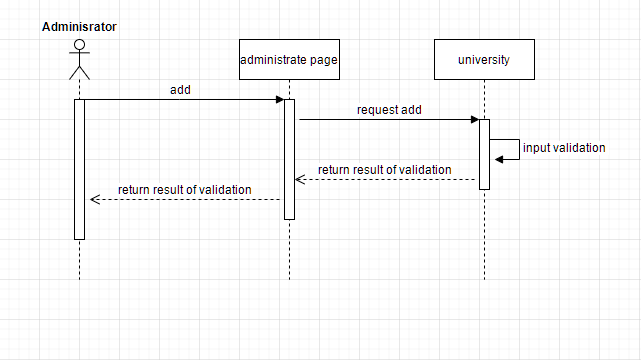 Adminisrator
administrate page
university
add
request add
input validation
return result of validation
return result of validation